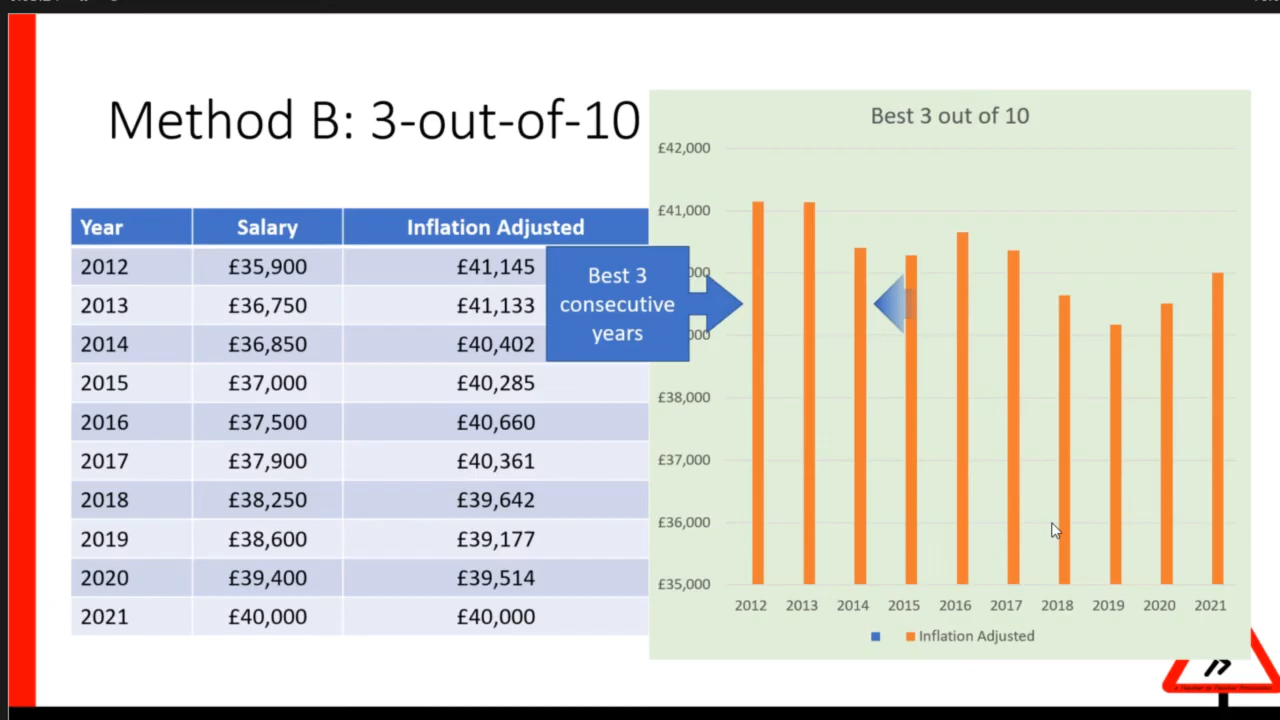 Method B: 3-out-of-10
Year Salary Inflation Adjusted
2012 £35,900 £41,145
2013 £36,750 £41,133
2014 £36,850 £40,402
2015 £37,000 £40,285
2016 £37,500 £40,660
2017 £37,900 £40,361
2018 £38,250 £39,642
2019 £38,600 £39,177
2020 £39,400 £39,514
2021 £40,000 £40,000
Best 3
consecutive
years
Best 3 out of 10
£42,000
£41,000
£38,000
£37,000
£36,000
£35,000
2012 2013 2014 2015 2016 2017 2018 2019 2020 2021
Inflation Adjusted